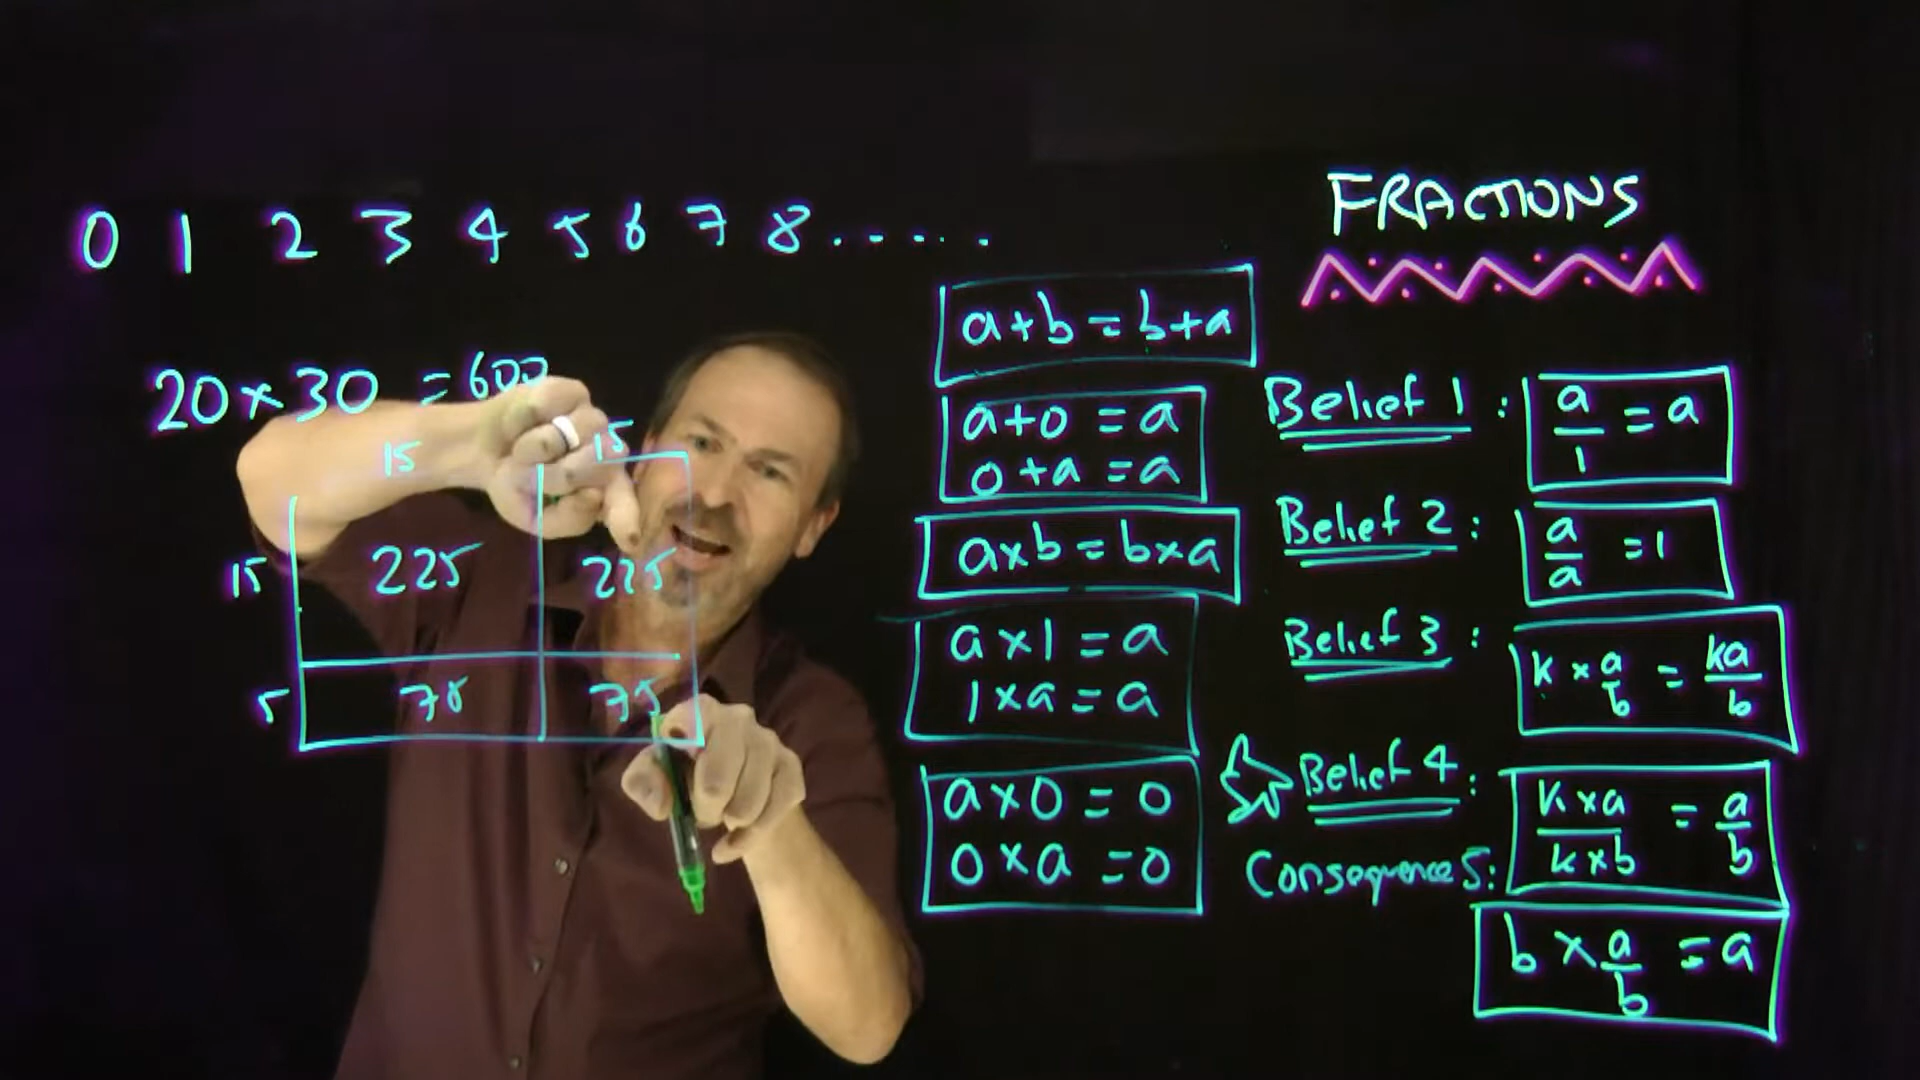 0 1 2 3 4 5 6 7 8.....
20 x 30 = 600
15 15
15 225 225
5 75 75
a+b = b+a
a+0 = a
0+a = a
axb = bxa
a x 1 = a
1 x a = a
a x 0 = 0
0 x a = 0
FRACTIONS
Belief 1: a/1 = a
Belief 2: a/a = 1
Belief 3: k x a/b = ka/b
Belief 4: k x a/k x b = a/b
Consequence 5:
b x a/b = a